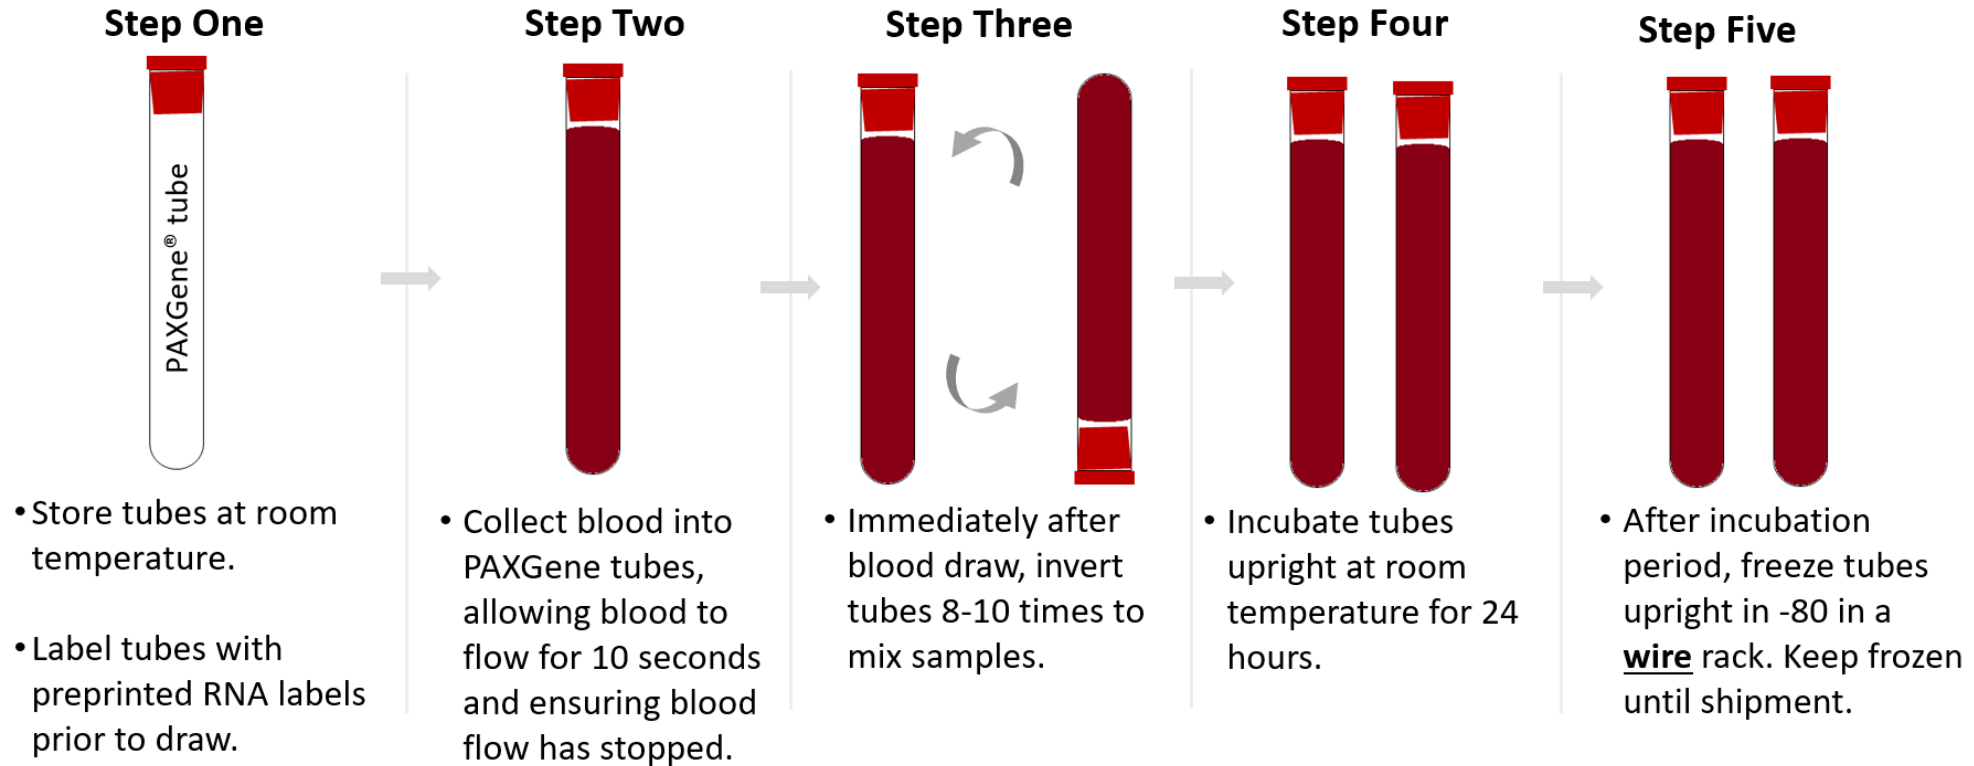 Step One
PAXGene® tube
• Store tubes at room
temperature.
• Label tubes with
preprinted RNA labels
prior to draw.
Step Two
• Collect blood into
PAXGene tubes,
allowing blood to
flow for 10 seconds
and ensuring blood
flow has stopped.
Step Three
• Immediately after
blood draw, invert
tubes 8-10 times to
mix samples.
Step Four
• Incubate tubes
upright at room
temperature for 24
hours.
Step Five
• After incubation
period, freeze tubes
upright in -80 in a
wire rack. Keep frozen
until shipment.